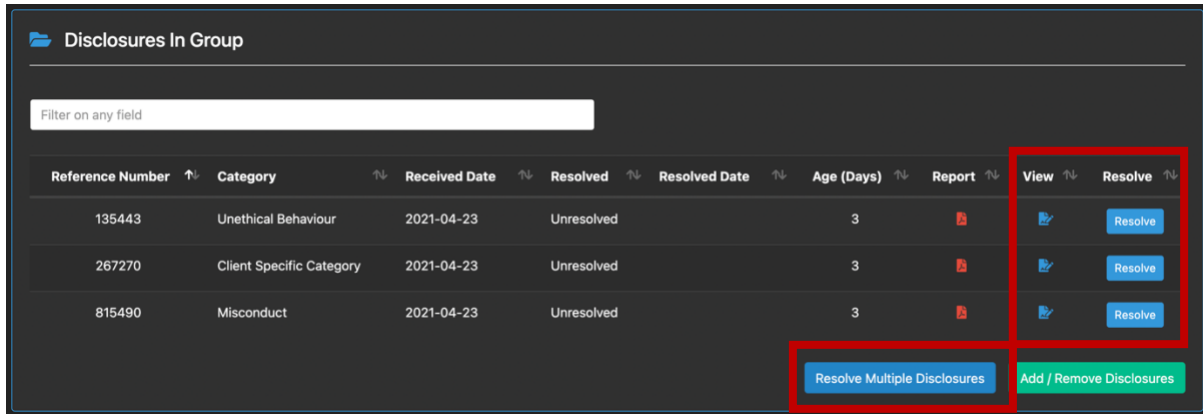 Disclosures In Group
Filter on any field
Reference Number Category Received Date Resolved Resolved Date Age (Days) Report View Resolve
135443 Unethical Behaviour 2021-04-23 Unresolved 3 Resolve
267270 Client Specific Category 2021-04-23 Unresolved 3 Resolve
815490 Misconduct 2021-04-23 Unresolved 3 Resolve
Resolve Multiple Disclosures Add / Remove Disclosures